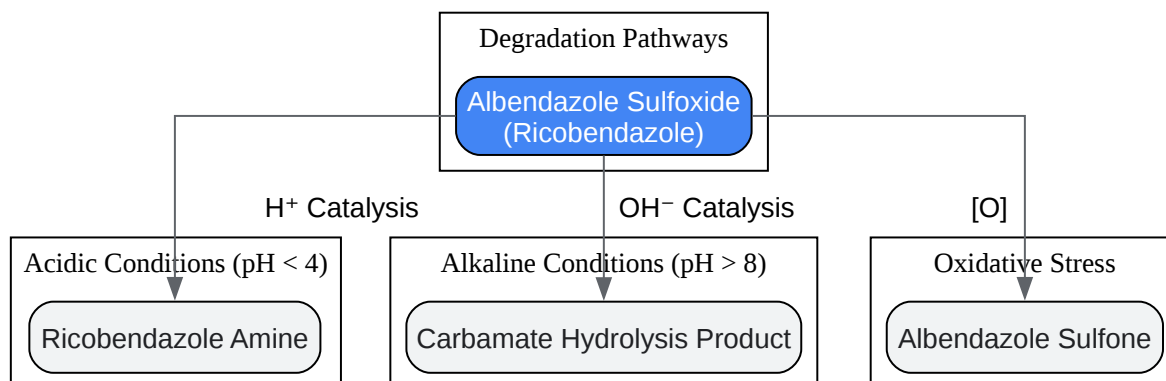 Degradation Pathways
Albendazole Sulfoxide
(Ricobendazole)
H⁺ Catalysis
OH⁻ Catalysis
[O]
Acidic Conditions (pH < 4)
Alkaline Conditions (pH > 8)
Oxidative Stress
Ricobendazole Amine
Carbamate Hydrolysis Product
Albendazole Sulfone